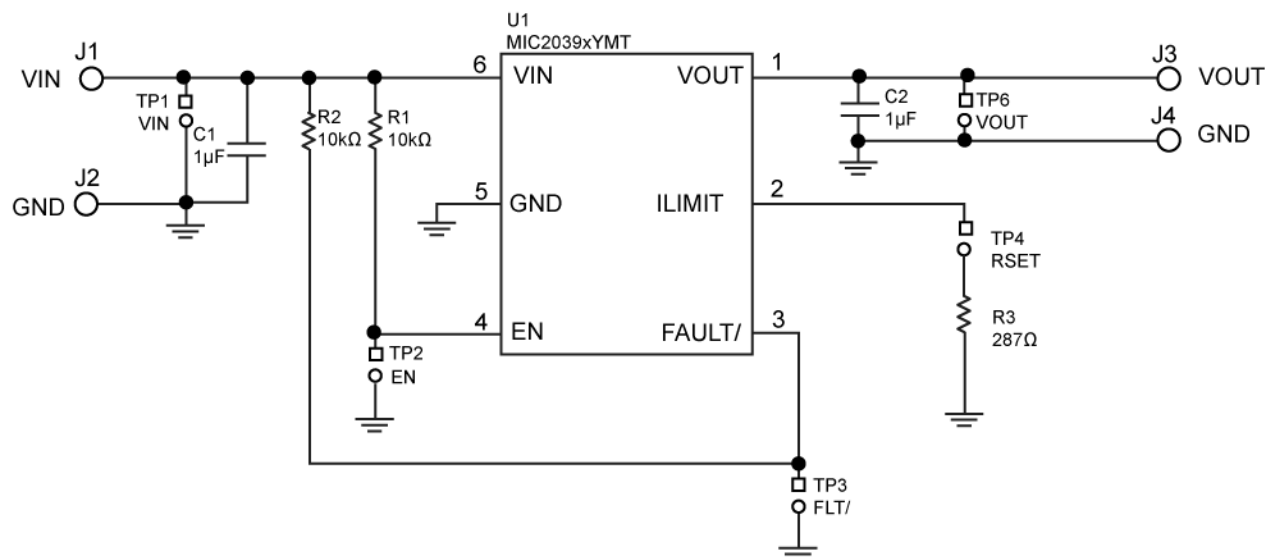 U1
MIC2039xYMT
J1
VIN
6
VIN
VOUT
1
J3
VOUT
TP1
VIN
C1
1µF
R2
10kΩ
R1
10kΩ
C2
1µF
TP6
VOUT
J4
GND
J2
GND
5
GND
ILIMIT
2
TP4
RSET
R3
287Ω
4
EN
FAULT/
3
TP2
EN
TP3
FLT/